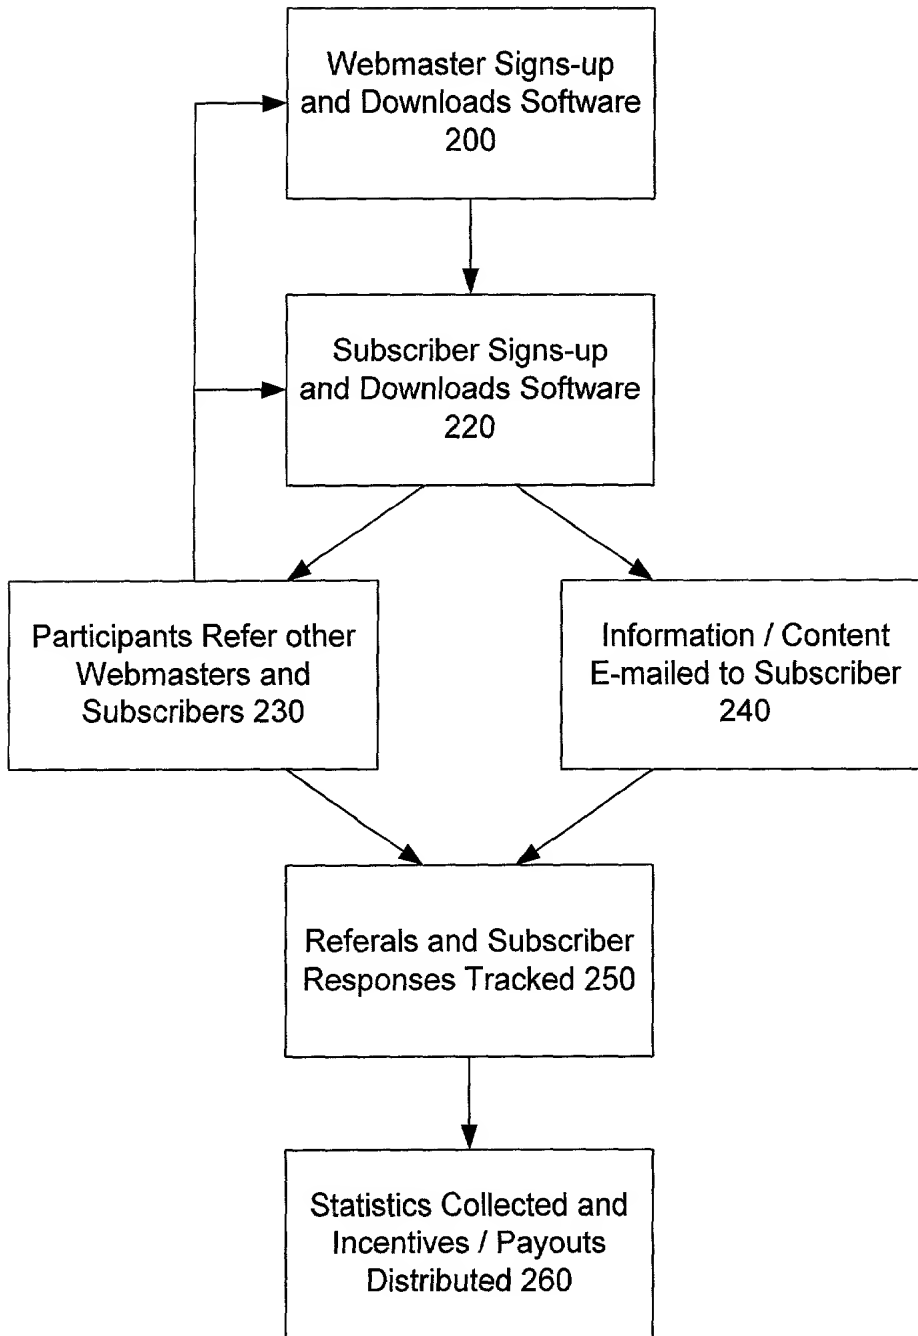 Webmaster Signs-up
and Downloads Software
200
Subscriber Signs-up
and Downloads Software
220
Participants Refer other
Webmasters and
Subscribers 230
Information / Content
E-mailed to Subscriber
240
Referals and Subscriber
Responses Tracked 250
Statistics Collected and
Incentives / Payouts
Distributed 260